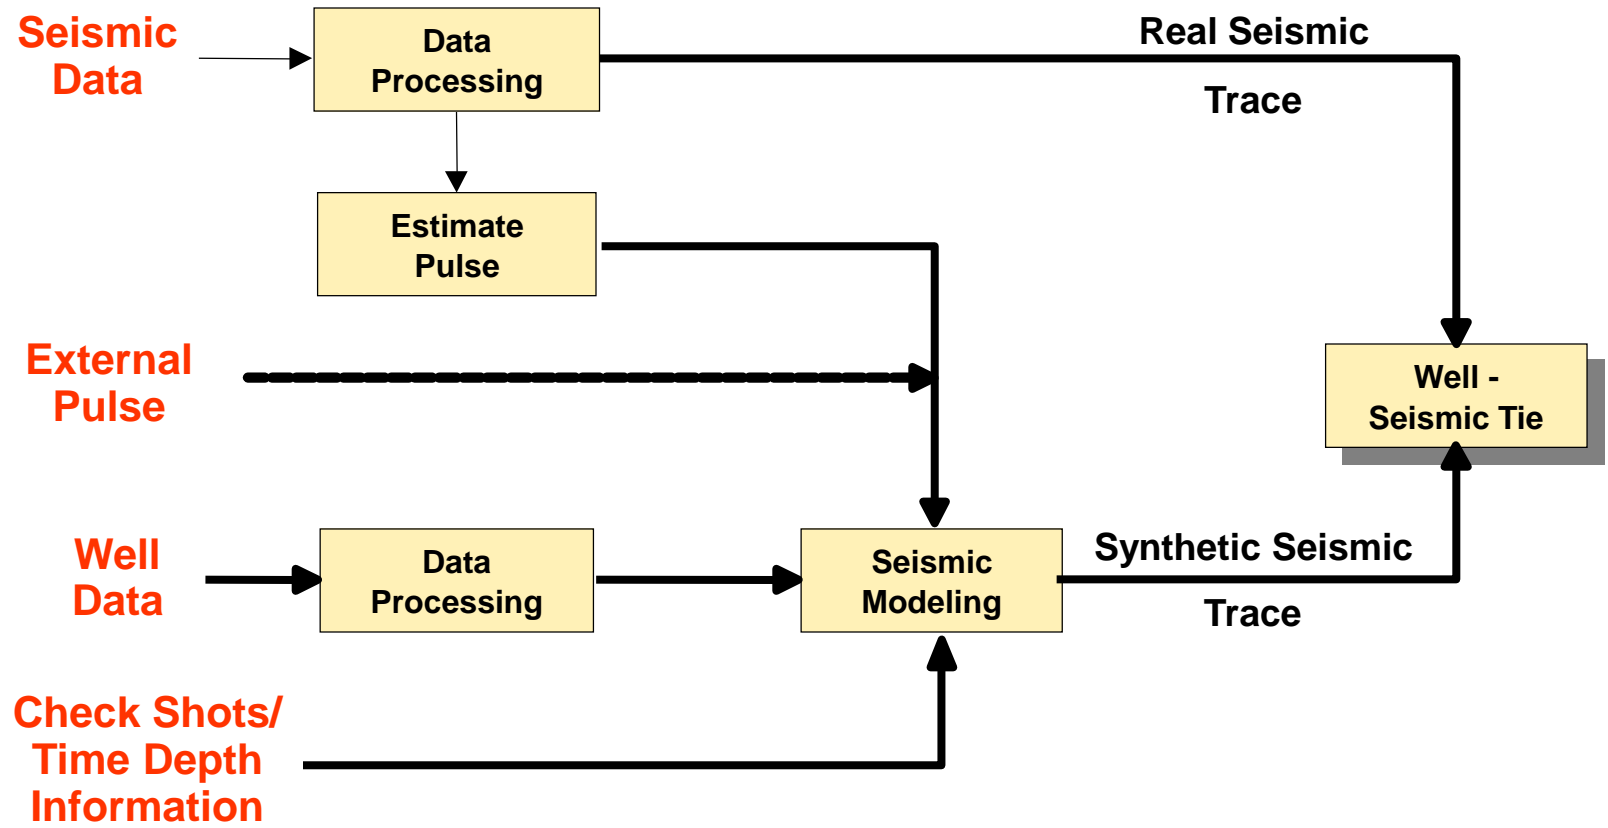 Seismic
Data
Data
Processing
Real Seismic
Trace
Estimate
Pulse
External
Pulse
Well -
Seismic Tie
Well
Data
Data
Processing
Seismic
Modeling
Synthetic Seismic
Trace
Check Shots/
Time Depth
Information